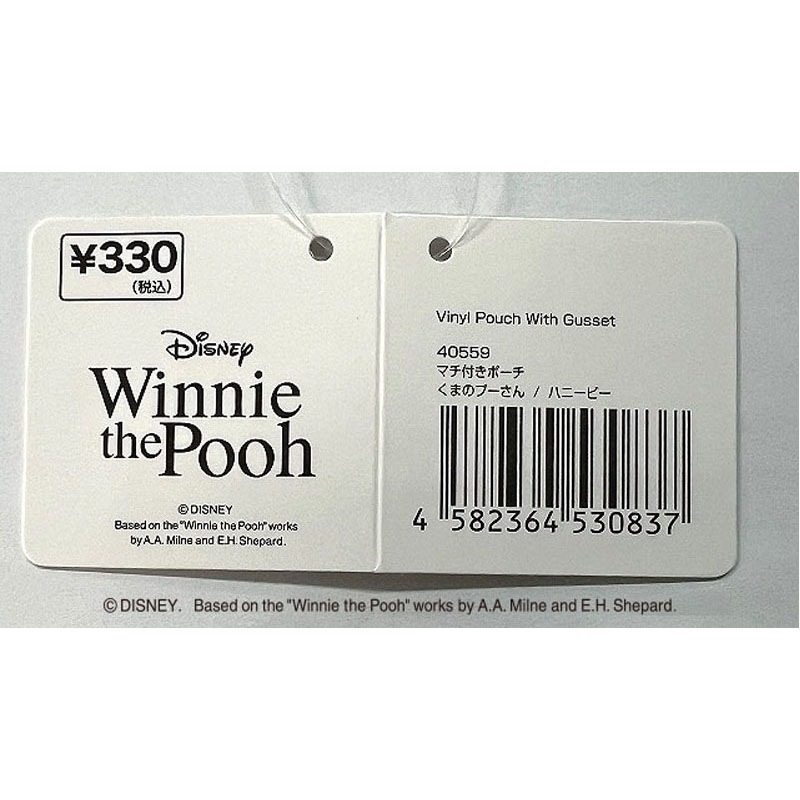 ¥330
(税込)
Disney
Winnie
the Pooh
©DISNEY
Based on the "Winnie the Pooh" works
by A.A. Milne and E.H. Shepard.
Vinyl Pouch With Gusset
40559
マチ付きポーチ
くまのプーさん / ハニービー
4 582364 530837
©DISNEY. Based on the "Winnie the Pooh" works by A.A. Milne and E.H. Shepard.